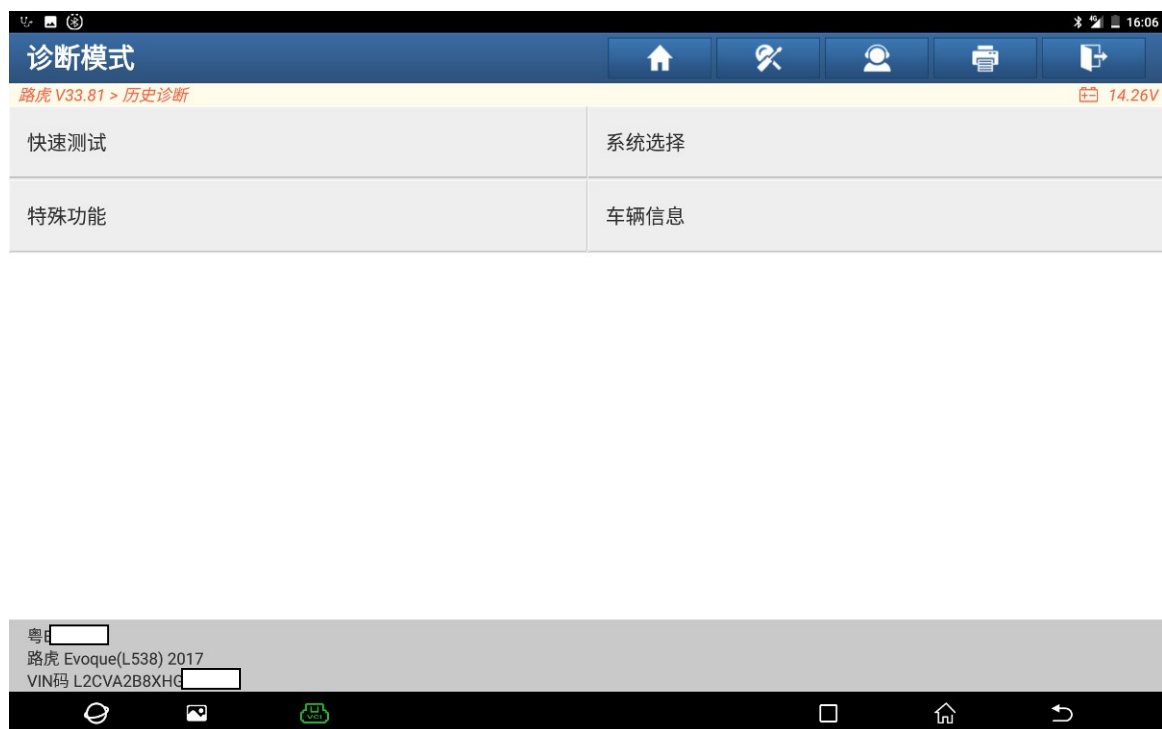 4G 16:06
诊断模式
路虎 V33.81 > 历史诊断 14.26V
快速测试 系统选择
特殊功能 车辆信息
粤
路虎 Evoque(L538) 2017
VIN码 L2CVA2B8XHG
VCI